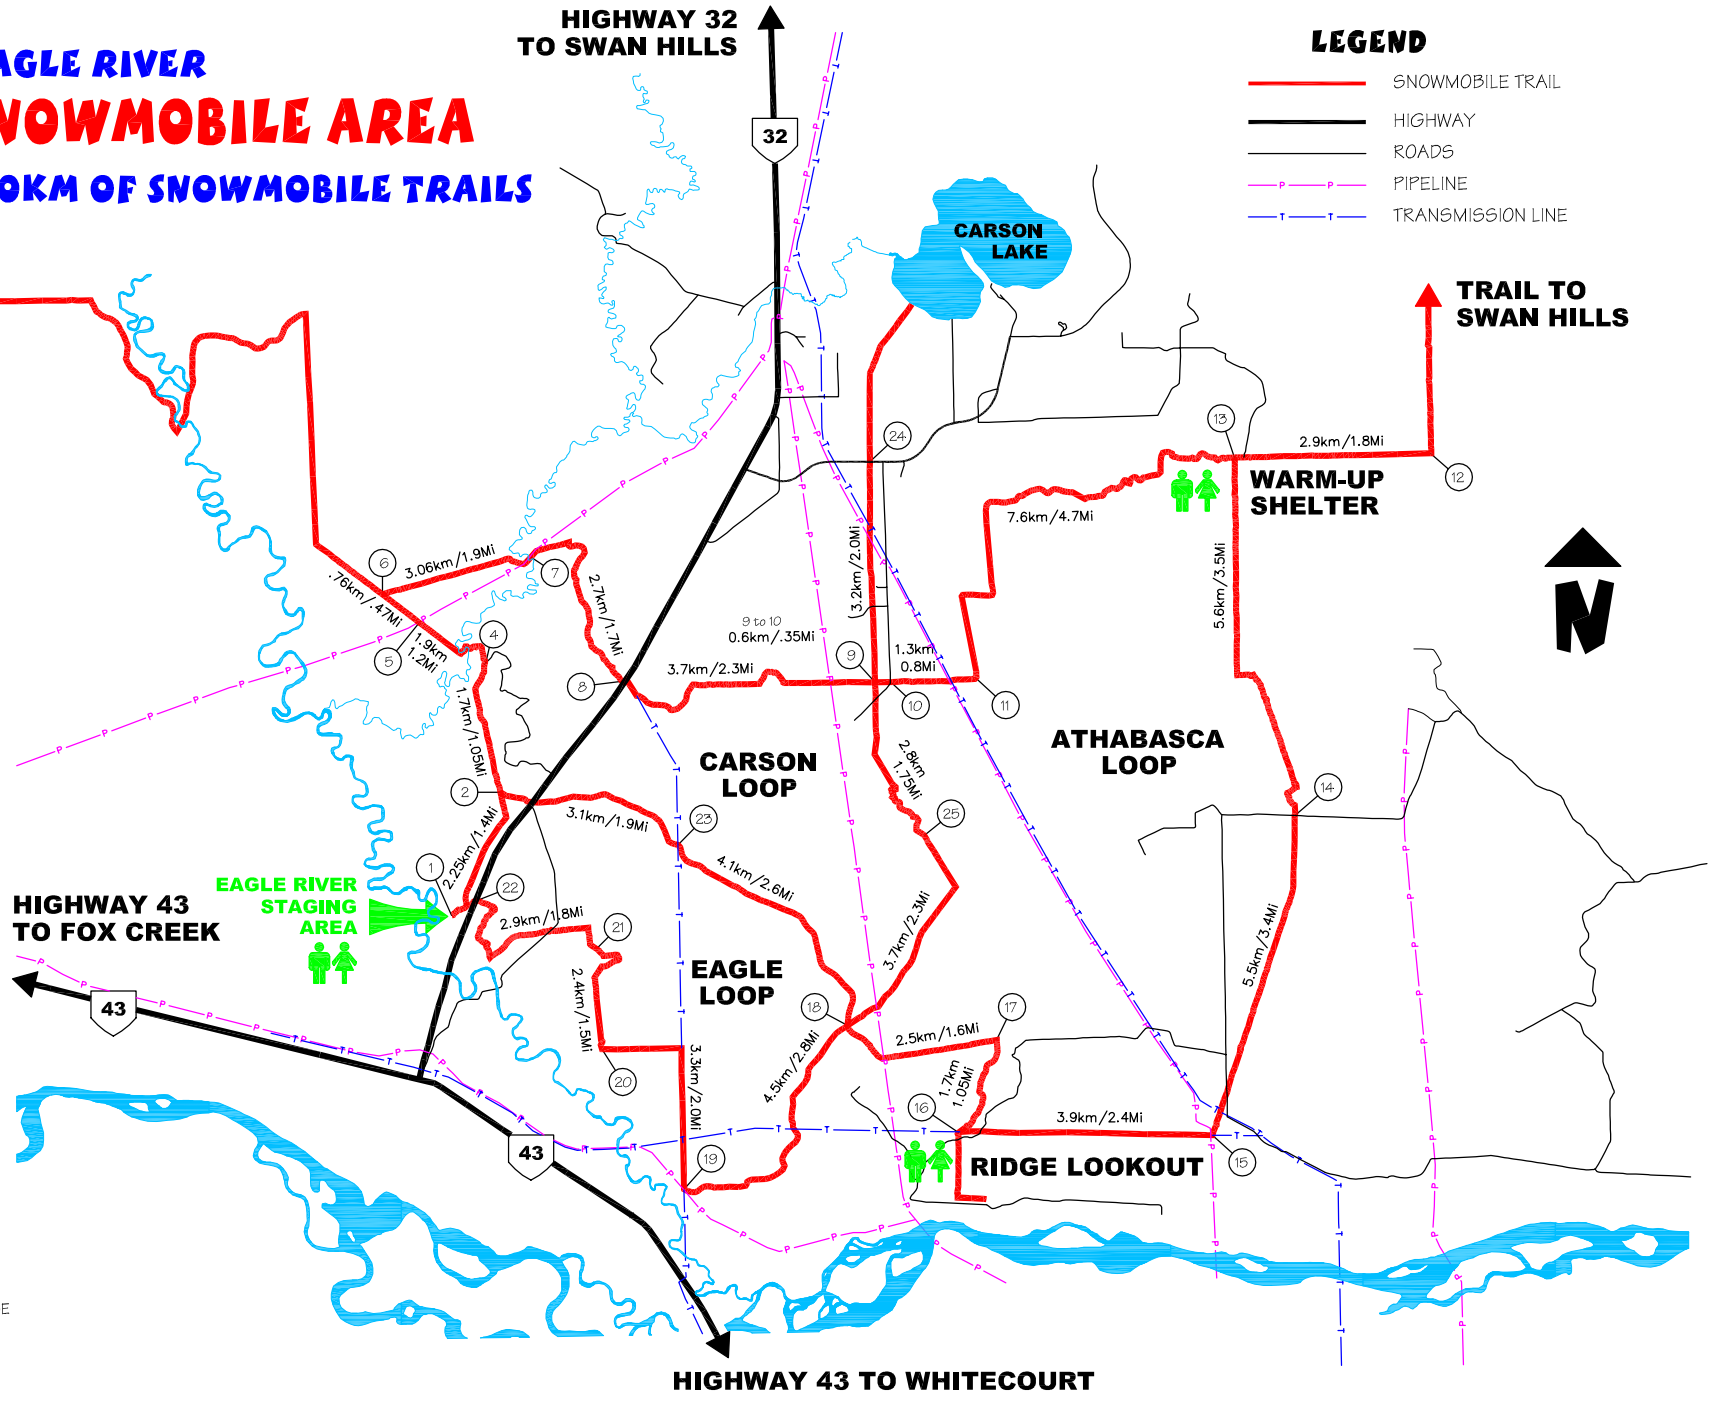 AGLE RIVER
NOWMOBILE AREA
0KM OF SNOWMOBILE TRAILS
HIGHWAY 32
TO SWAN HILLS
32
LEGEND
SNOWMOBILE TRAIL
HIGHWAY
ROADS
P P PIPELINE
T T TRANSMISSION LINE
CARSON
LAKE
TRAIL TO
SWAN HILLS
24
13
2.9km/1.8Mi
12
WARM-UP
SHELTER
7.6km/4.7Mi
6
3.06km/1.9Mi
7
.76km/.47Mi
5
1.9km
1.2Mi
4
2.7km/1.7Mi
8
3.2km/2.0Mi
9 to 10
0.6km/.35Mi
3.7km/2.3Mi
9
1.3km
0.8Mi
10
11
5.6km/3.5Mi
1.7km/1.05Mi
2
CARSON
LOOP
ATHABASCA
LOOP
2.8km
1.75Mi
25
14
3.1km/1.9Mi
23
2.25km/1.4Mi
1
22
4.1km/2.6Mi
EAGLE RIVER
STAGING
AREA
HIGHWAY 43
TO FOX CREEK
43
2.9km/1.8Mi
21
3.7km/2.3Mi
5.5km/3.4Mi
EAGLE
LOOP
2.4km/1.5Mi
20
18
17
2.5km/1.6Mi
4.5km/2.8Mi
3.3km/2.0Mi
1.7km
1.05Mi
16
3.9km/2.4Mi
43
19
RIDGE LOOKOUT
15
E
HIGHWAY 43 TO WHITECOURT